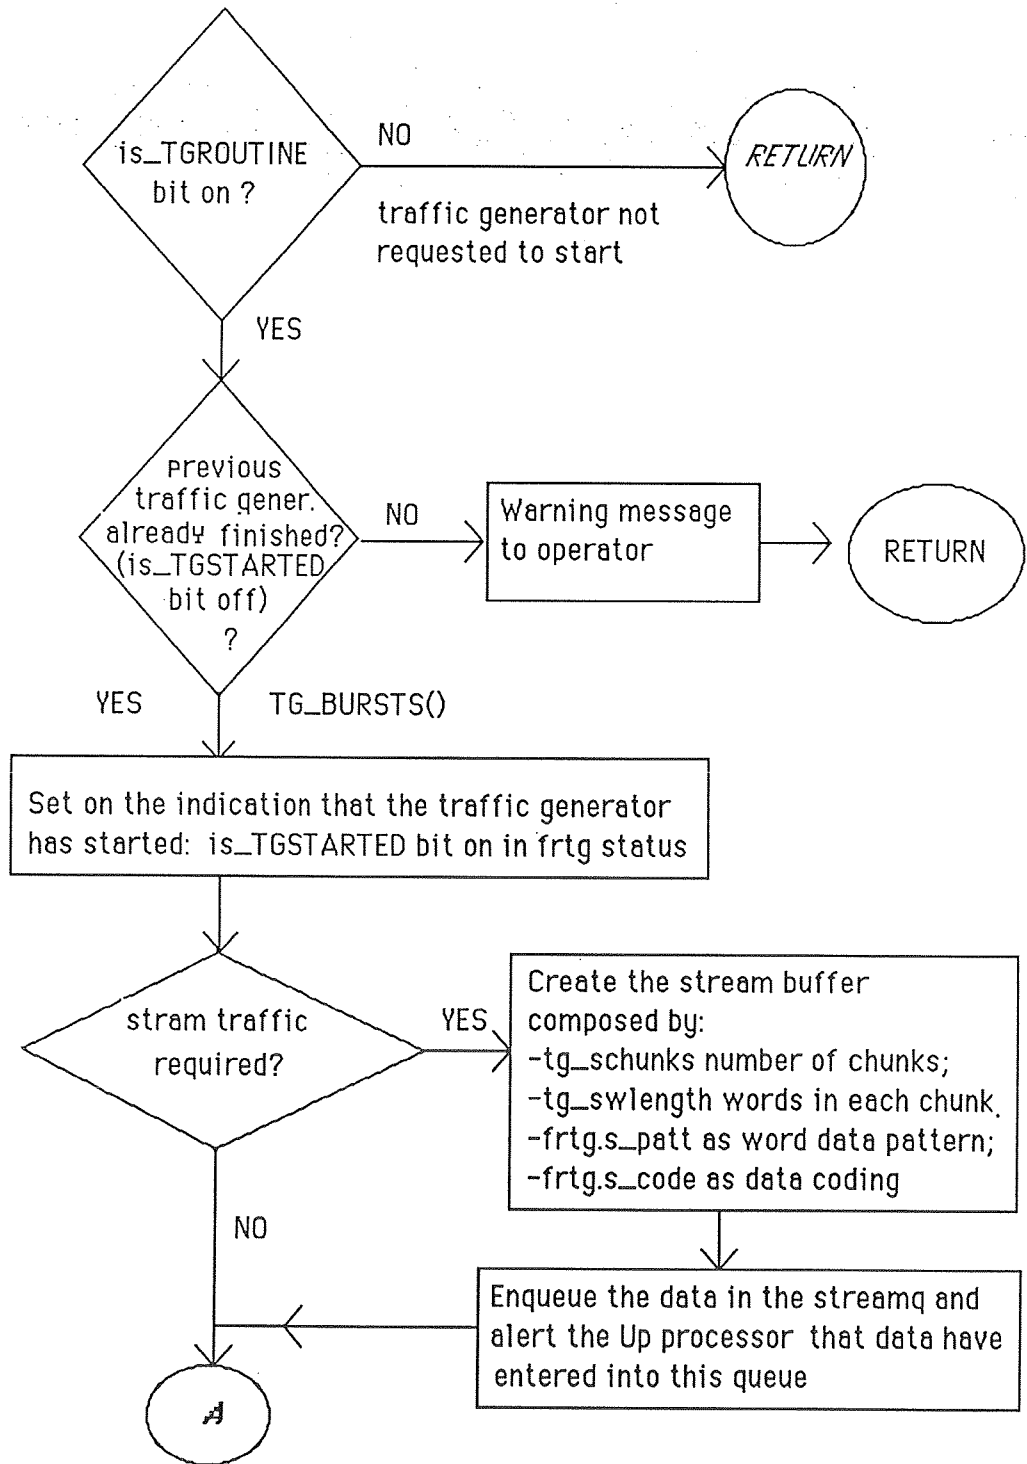 is_TGROUTINE
bit on ?
NO
traffic generator not
requested to start
RETURN
YES
previous
traffic gener.
already finished?
(is_TGSTARTED
bit off)
?
NO
Warning message
to operator
RETURN
YES
TG_BURSTS()
Set on the indication that the traffic generator
has started: is_TGSTARTED bit on in frtg status
stram traffic
required?
YES
Create the stream buffer
composed by:
-tg_schunks number of chunks;
-tg_swlength words in each chunk.
-frtg.s_patt as word data pattern;
-frtg.s_code as data coding
NO
Enqueue the data in the streamq and
alert the Up processor that data have
entered into this queue
A